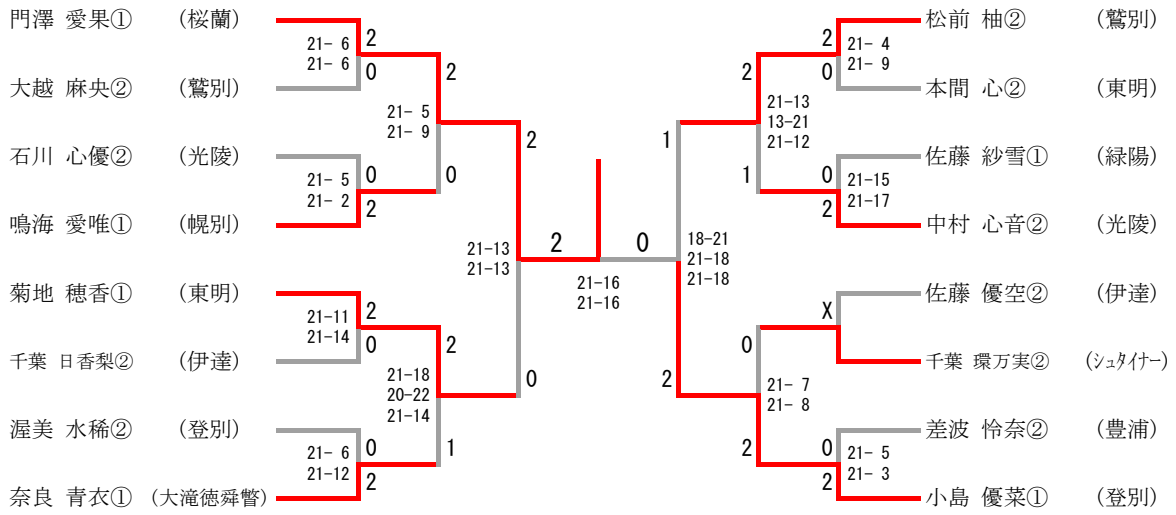 門澤 愛果① (桜蘭)
21- 6 2
21- 6 0
大越 麻央② (鷲別)
2
21- 5
21- 9
0
石川 心優② (光陵)
21- 5 0
21- 2 2
鳴海 愛唯① (幌別)
2
21-13
21-13
0
菊地 穂香① (東明)
21-11 2
21-14 0
千葉 日香梨② (伊達)
2
21-18
20-22
21-14
1
渥美 水稀② (登別)
21- 6 0
21-12 2
奈良 青衣① (大滝徳舜瞥)
2 0
21-16
21-16
松前 柚② (鷲別)
2 21- 4
0 21- 9
本間 心② (東明)
2
21-13
13-21
21-12
1
佐藤 紗雪① (緑陽)
0 21-15
2 21-17
中村 心音② (光陵)
1
18-21
21-18
21-18
2
佐藤 優空② (伊達)
X
千葉 環万実② (シュタイナー)
0
21- 7
21- 8
2
差波 怜奈② (豊浦)
0 21- 5
2 21- 3
小島 優菜① (登別)